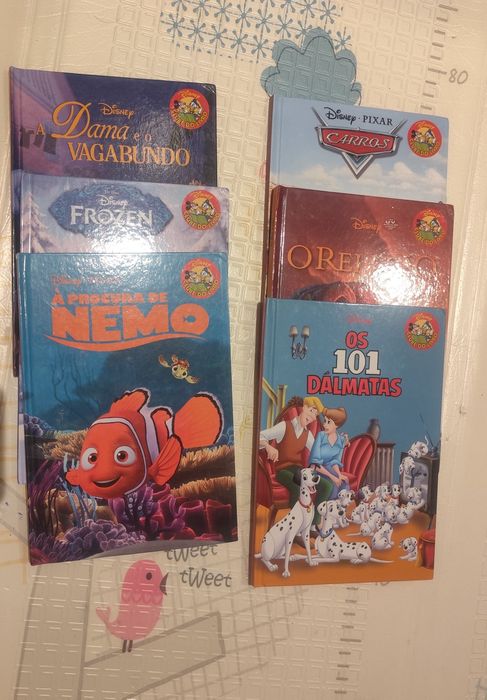 Disney
A Dama e o
VAGABUNDO
Disney
FROZEN
À PROCURA DE
NEMO
DISNEY · PIXAR
CARROS
Disney
Disney
OS
101
DÁLMATAS
80
tweet
tweet